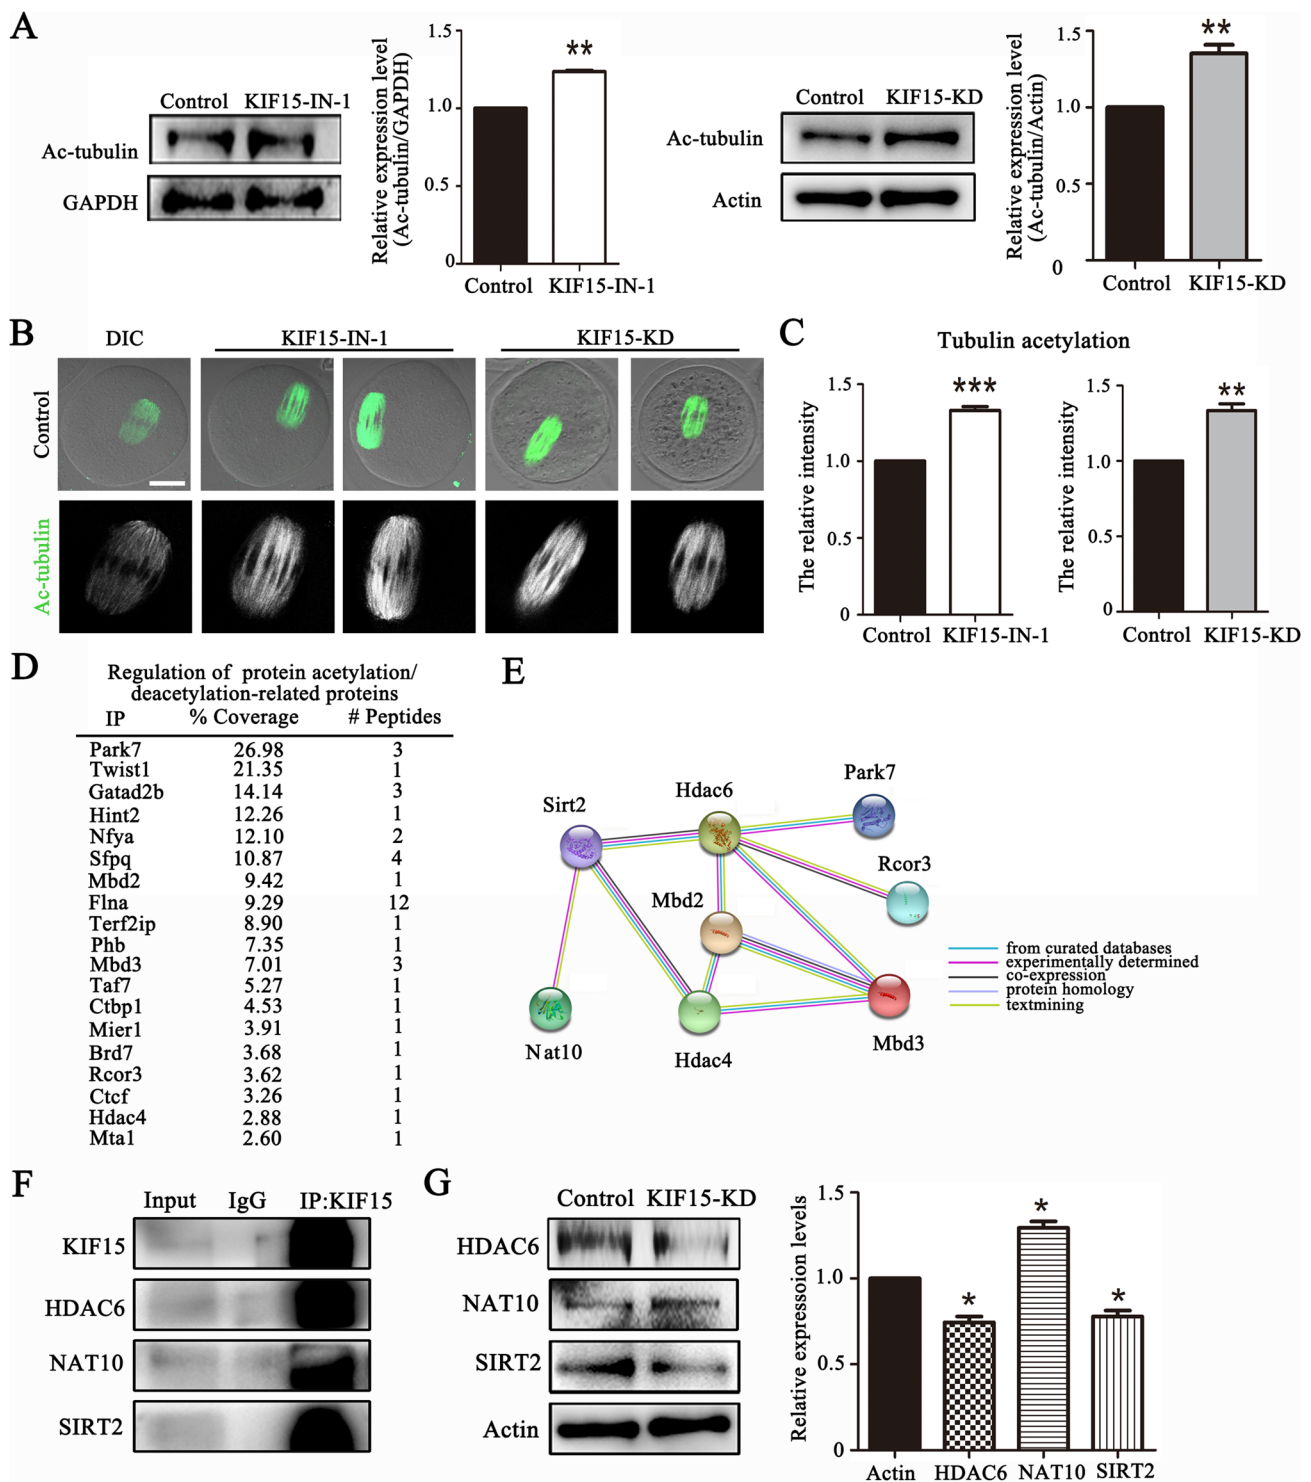 A
Control KIF15-IN-1
Ac-tubulin
GAPDH
Relative expression level
(Ac-tubulin/GAPDH)
1.5
1.0
0.5
0
**
Control KIF15-IN-1
Control KIF15-KD
Ac-tubulin
Actin
Relative expression level
(Ac-tubulin/Actin)
1.5
1.0
0.5
0
**
Control KIF15-KD
B
DIC KIF15-IN-1 KIF15-KD
Control
Ac-tubulin
C
Tubulin acetylation
The relative intensity
1.5
1.0
0.5
0
***
Control KIF15-IN-1
The relative intensity
1.5
1.0
0.5
0
**
Control KIF15-KD
D
Regulation of protein acetylation/
deacetylation-related proteins
IP % Coverage # Peptides
Park7 26.98 3
Twist1 21.35 1
Gatad2b 14.14 3
Hint2 12.26 1
Nfya 12.10 2
Sfpq 10.87 4
Mbd2 9.42 1
Flna 9.29 12
Terf2ip 8.90 1
Phb 7.35 1
Mbd3 7.01 3
Taf7 5.27 1
Ctbp1 4.53 1
Mier1 3.91 1
Brd7 3.68 1
Rcor3 3.62 1
Ctcf 3.26 1
Hdac4 2.88 1
Mta1 2.60 1
E
Park7
Hdac6
Sirt2
Rcor3
Mbd2
Nat10
Hdac4
Mbd3
from curated databases
experimentally determined
co-expression
protein homology
textmining
F
Input IgG IP:KIF15
KIF15
HDAC6
NAT10
SIRT2
G
Control KIF15-KD
HDAC6
NAT10
SIRT2
Actin
Relative expressoion levels
1.5
1.0
0.5
0
*
*
*
Actin HDAC6 NAT10 SIRT2